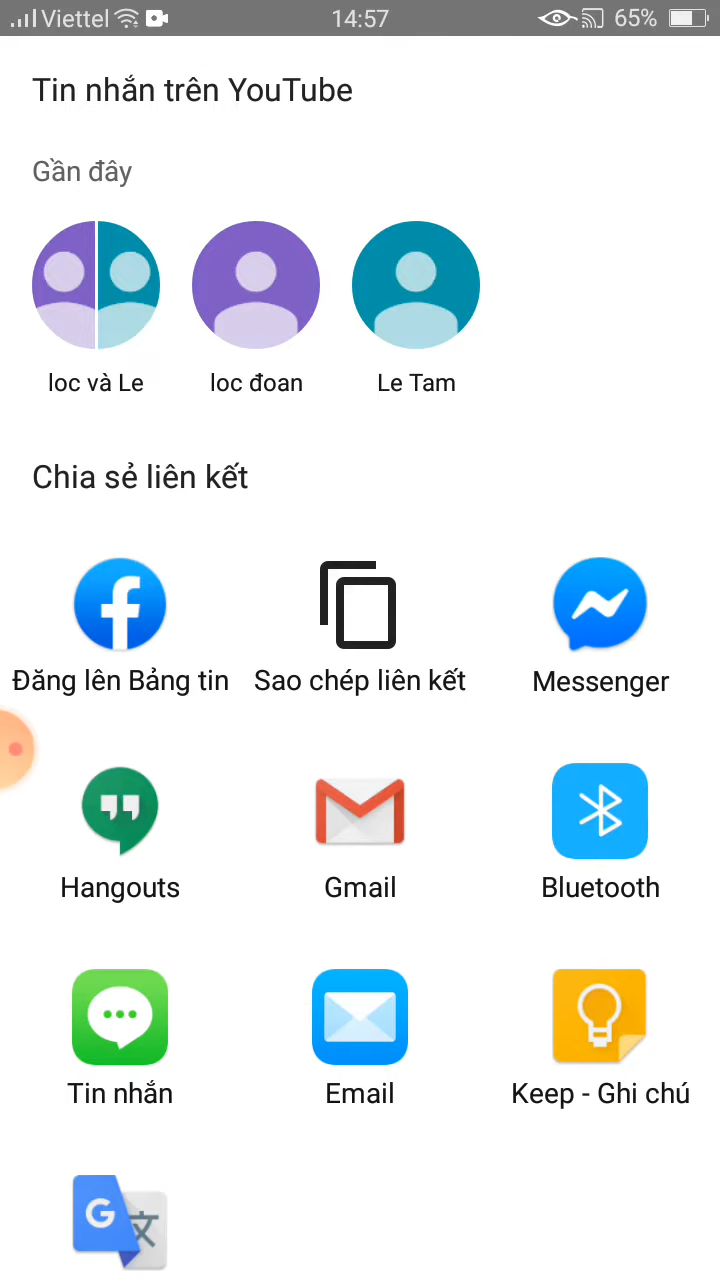 Viettel 14:57 65%
Tin nhắn trên YouTube
Gần đây
loc và Le loc đoan Le Tam
Chia sẻ liên kết
Đăng lên Bảng tin Sao chép liên kết Messenger
Hangouts Gmail Bluetooth
Tin nhắn Email Keep - Ghi chú
G 文